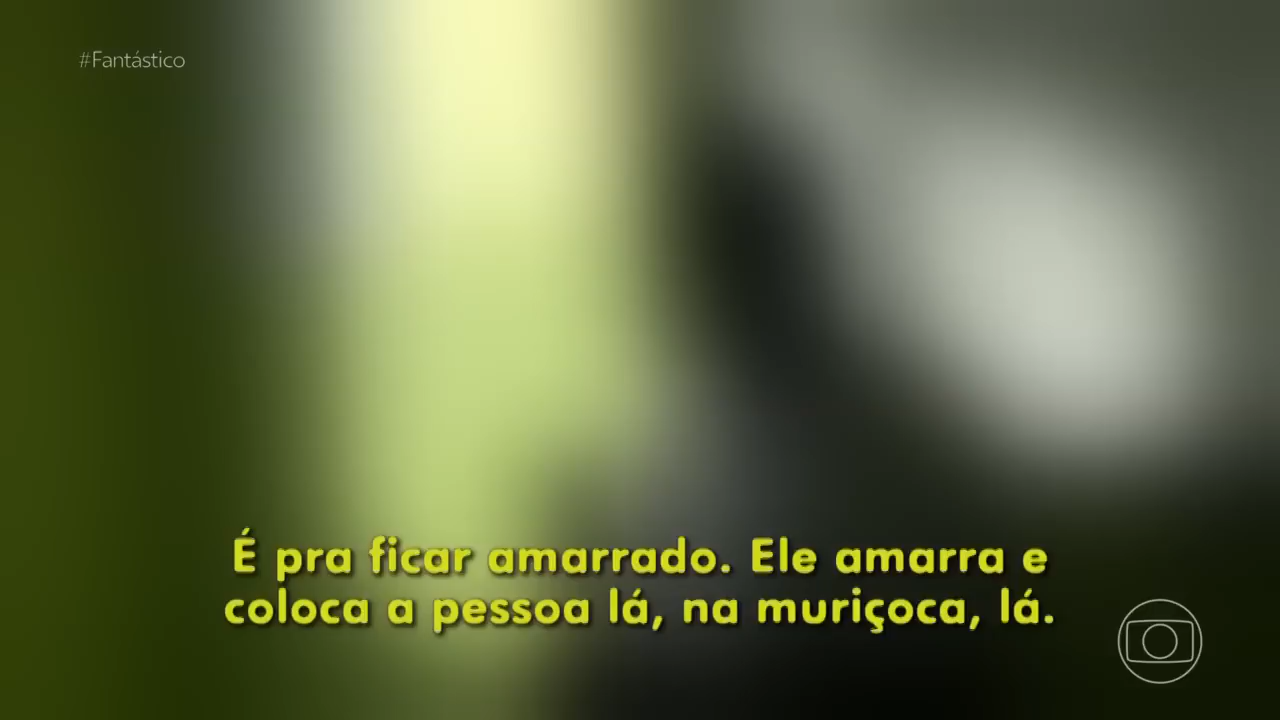 #Fantástico
É pra ficar amarrado. Ele amarra e
coloca a pessoa lá, na muriçoca, lá.